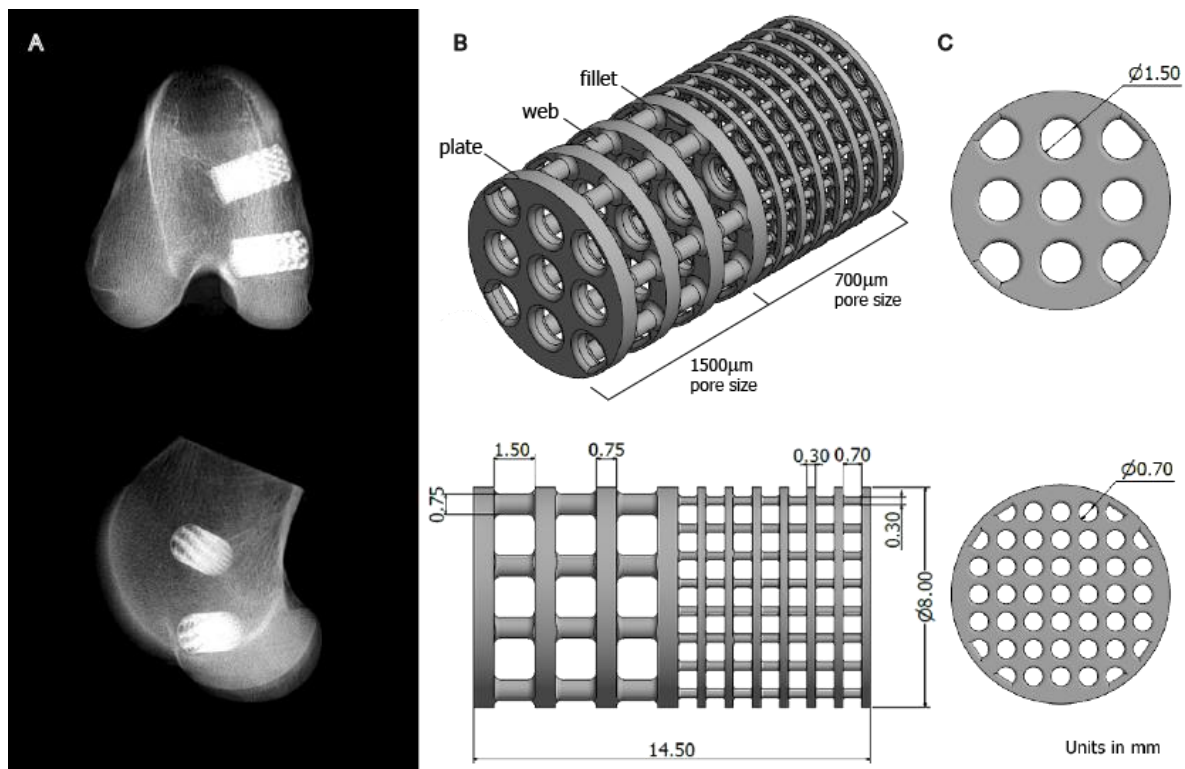 A
B
C
fillet
web
plate
700μm
pore size
1500μm
pore size
Ø1.50
1.50
0.75
0.30
0.70
0.75
0.30
Ø8.00
14.50
Ø0.70
Units in mm